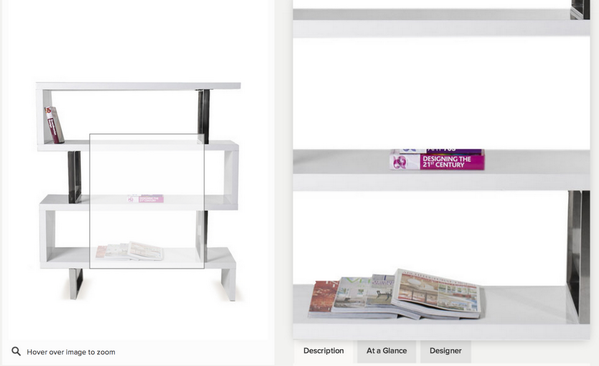 DESIGNING THE
21ST CENTURY
Hover over image to zoom
Description
At a Glance
Designer